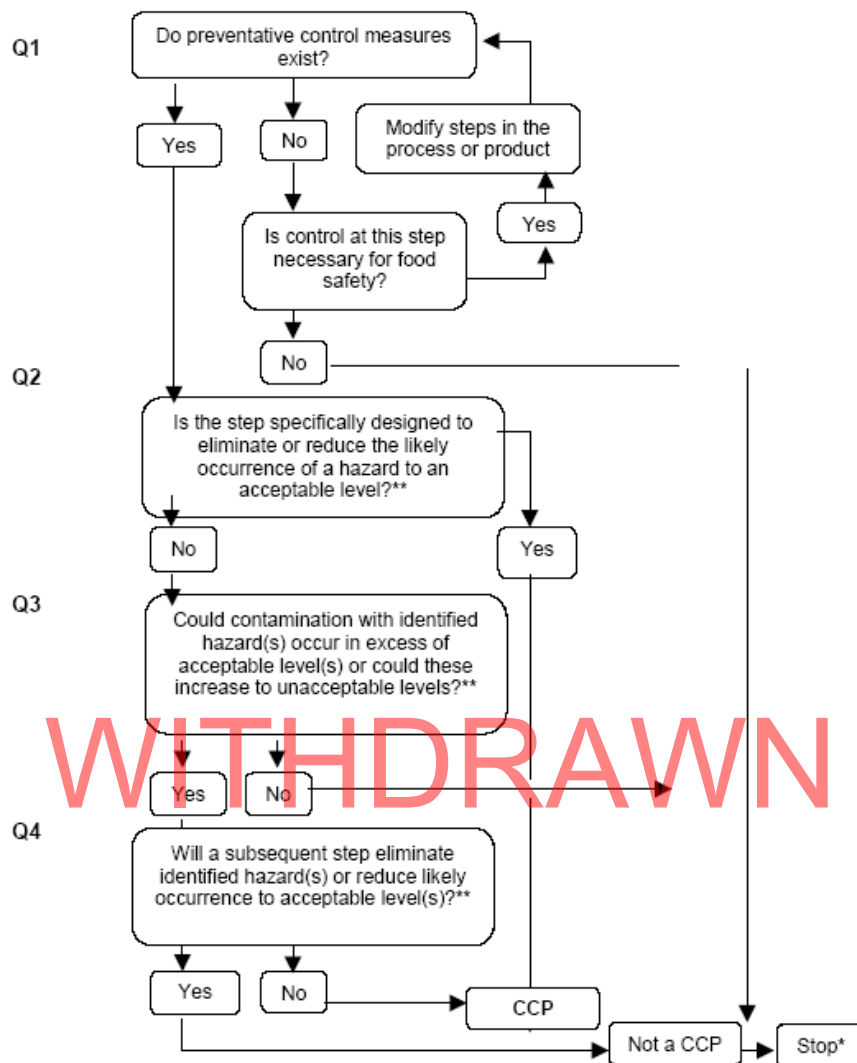 Q1
Do preventative control measures
exist?
Yes
No
Modify steps in the
process or product
Is control at this step
necessary for food
safety?
Yes
No
Q2
Is the step specifically designed to
eliminate or reduce the likely
occurrence of a hazard to an
acceptable level?**
No
Yes
Q3
Could contamination with identified
hazard(s) occur in excess of
acceptable level(s) or could these
increase to unacceptable levels?**
WITHDRAWN
Yes
No
Q4
Will a subsequent step eliminate
identified hazard(s) or reduce likely
occurrence to acceptable level(s)?**
Yes
No
CCP
Not a CCP
Stop*